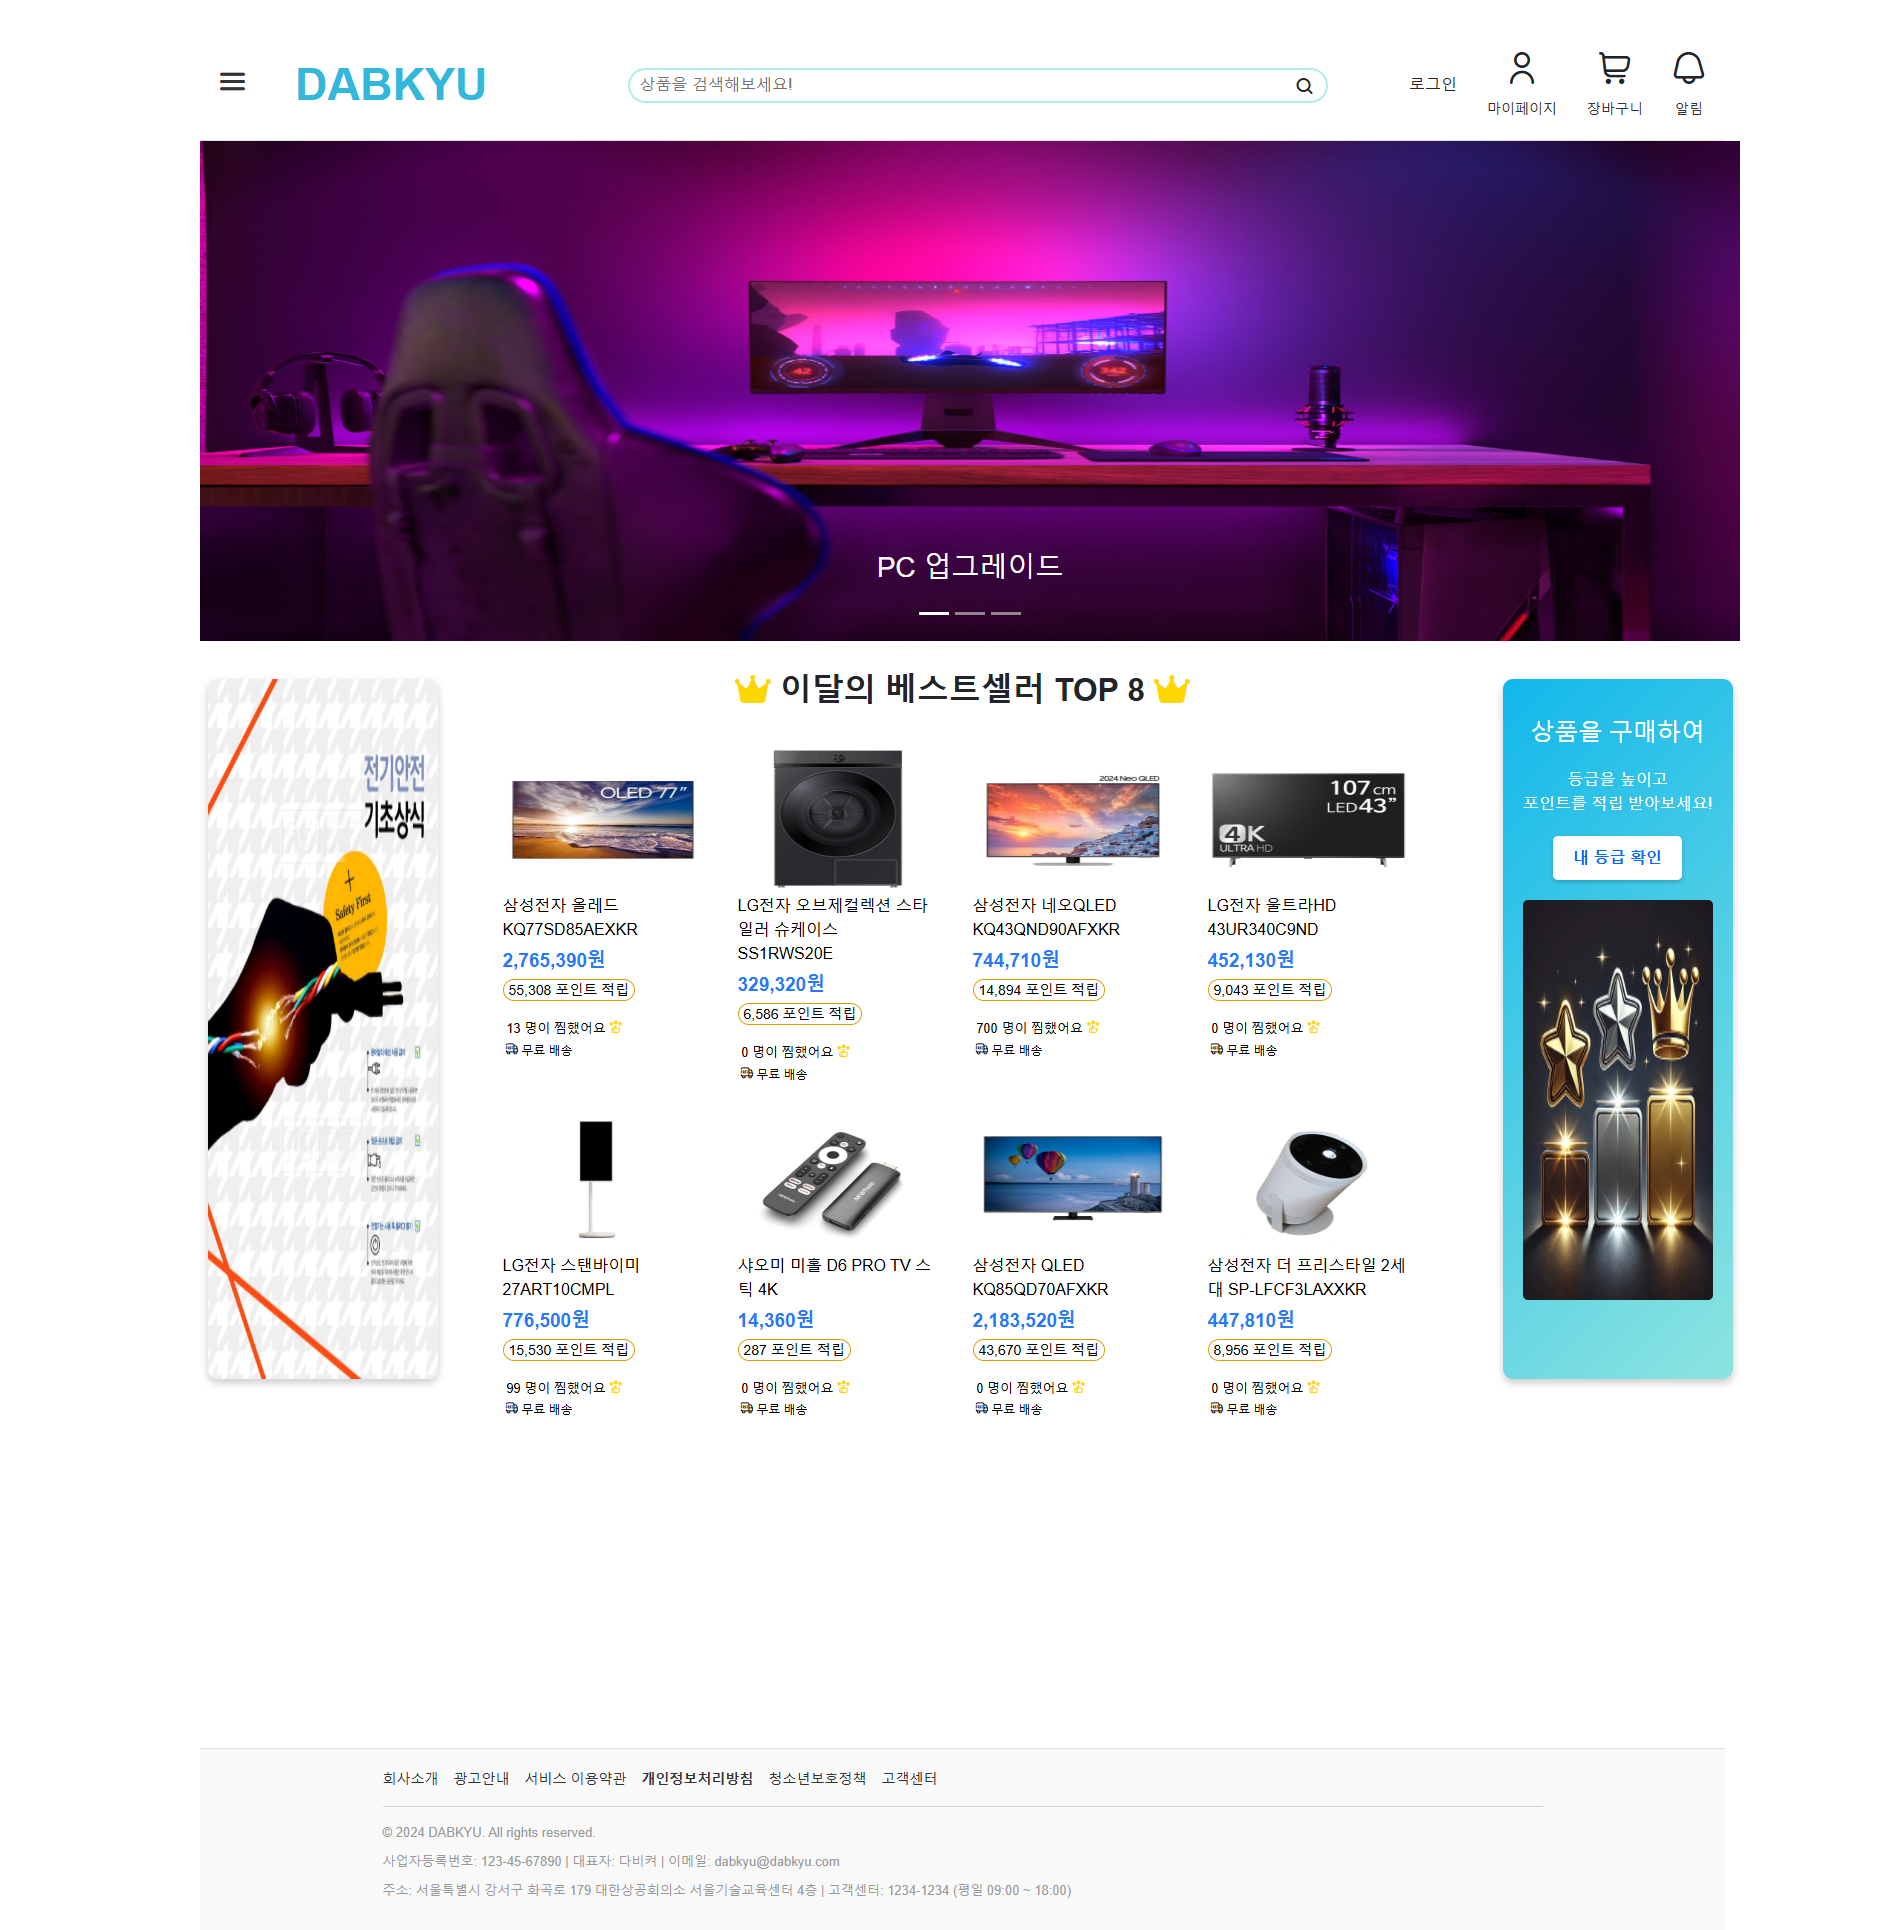 DABKYU
상품을 검색해보세요!
로그인
마이페이지
장바구니
알림
42
342
PC 업그레이드
이달의 베스트셀러 TOP 8
전기안전
기초상식
Safety First
OLED 77"
삼성전자 올레드
KQ77SD85AEXKR
2,765,390원
55,308 포인트 적립
13 명이 찜했어요
무료 배송
LG전자 오브제컬렉션 스타
일러 슈케이스
SS1RWS20E
329,320원
6,586 포인트 적립
0 명이 찜했어요
무료 배송
2024 Neo QLED
삼성전자 네오QLED
KQ43QND90AFXKR
744,710원
14,894 포인트 적립
700 명이 찜했어요
무료 배송
107 cm
LED 43"
4K
ULTRA HD
LG전자 울트라HD
43UR340C9ND
452,130원
9,043 포인트 적립
0 명이 찜했어요
무료 배송
LG전자 스탠바이미
27ART10CMPL
776,500원
15,530 포인트 적립
99 명이 찜했어요
무료 배송
샤오미 미홀 D6 PRO TV 스
틱 4K
14,360원
287 포인트 적립
0 명이 찜했어요
무료 배송
삼성전자 QLED
KQ85QD70AFXKR
2,183,520원
43,670 포인트 적립
0 명이 찜했어요
무료 배송
삼성전자 더 프리스타일 2세
대 SP-LFCF3LAXXKR
447,810원
8,956 포인트 적립
0 명이 찜했어요
무료 배송
상품을 구매하여
등급을 높이고
포인트를 적립 받아보세요!
내 등급 확인
회사소개 광고안내 서비스 이용약관 개인정보처리방침 청소년보호정책 고객센터
© 2024 DABKYU. All rights reserved.
사업자등록번호: 123-45-67890 | 대표자: 다비켜 | 이메일: dabkyu@dabkyu.com
주소: 서울특별시 강서구 화곡로 179 대한상공회의소 서울기술교육센터 4층 | 고객센터: 1234-1234 (평일 09:00 ~ 18:00)